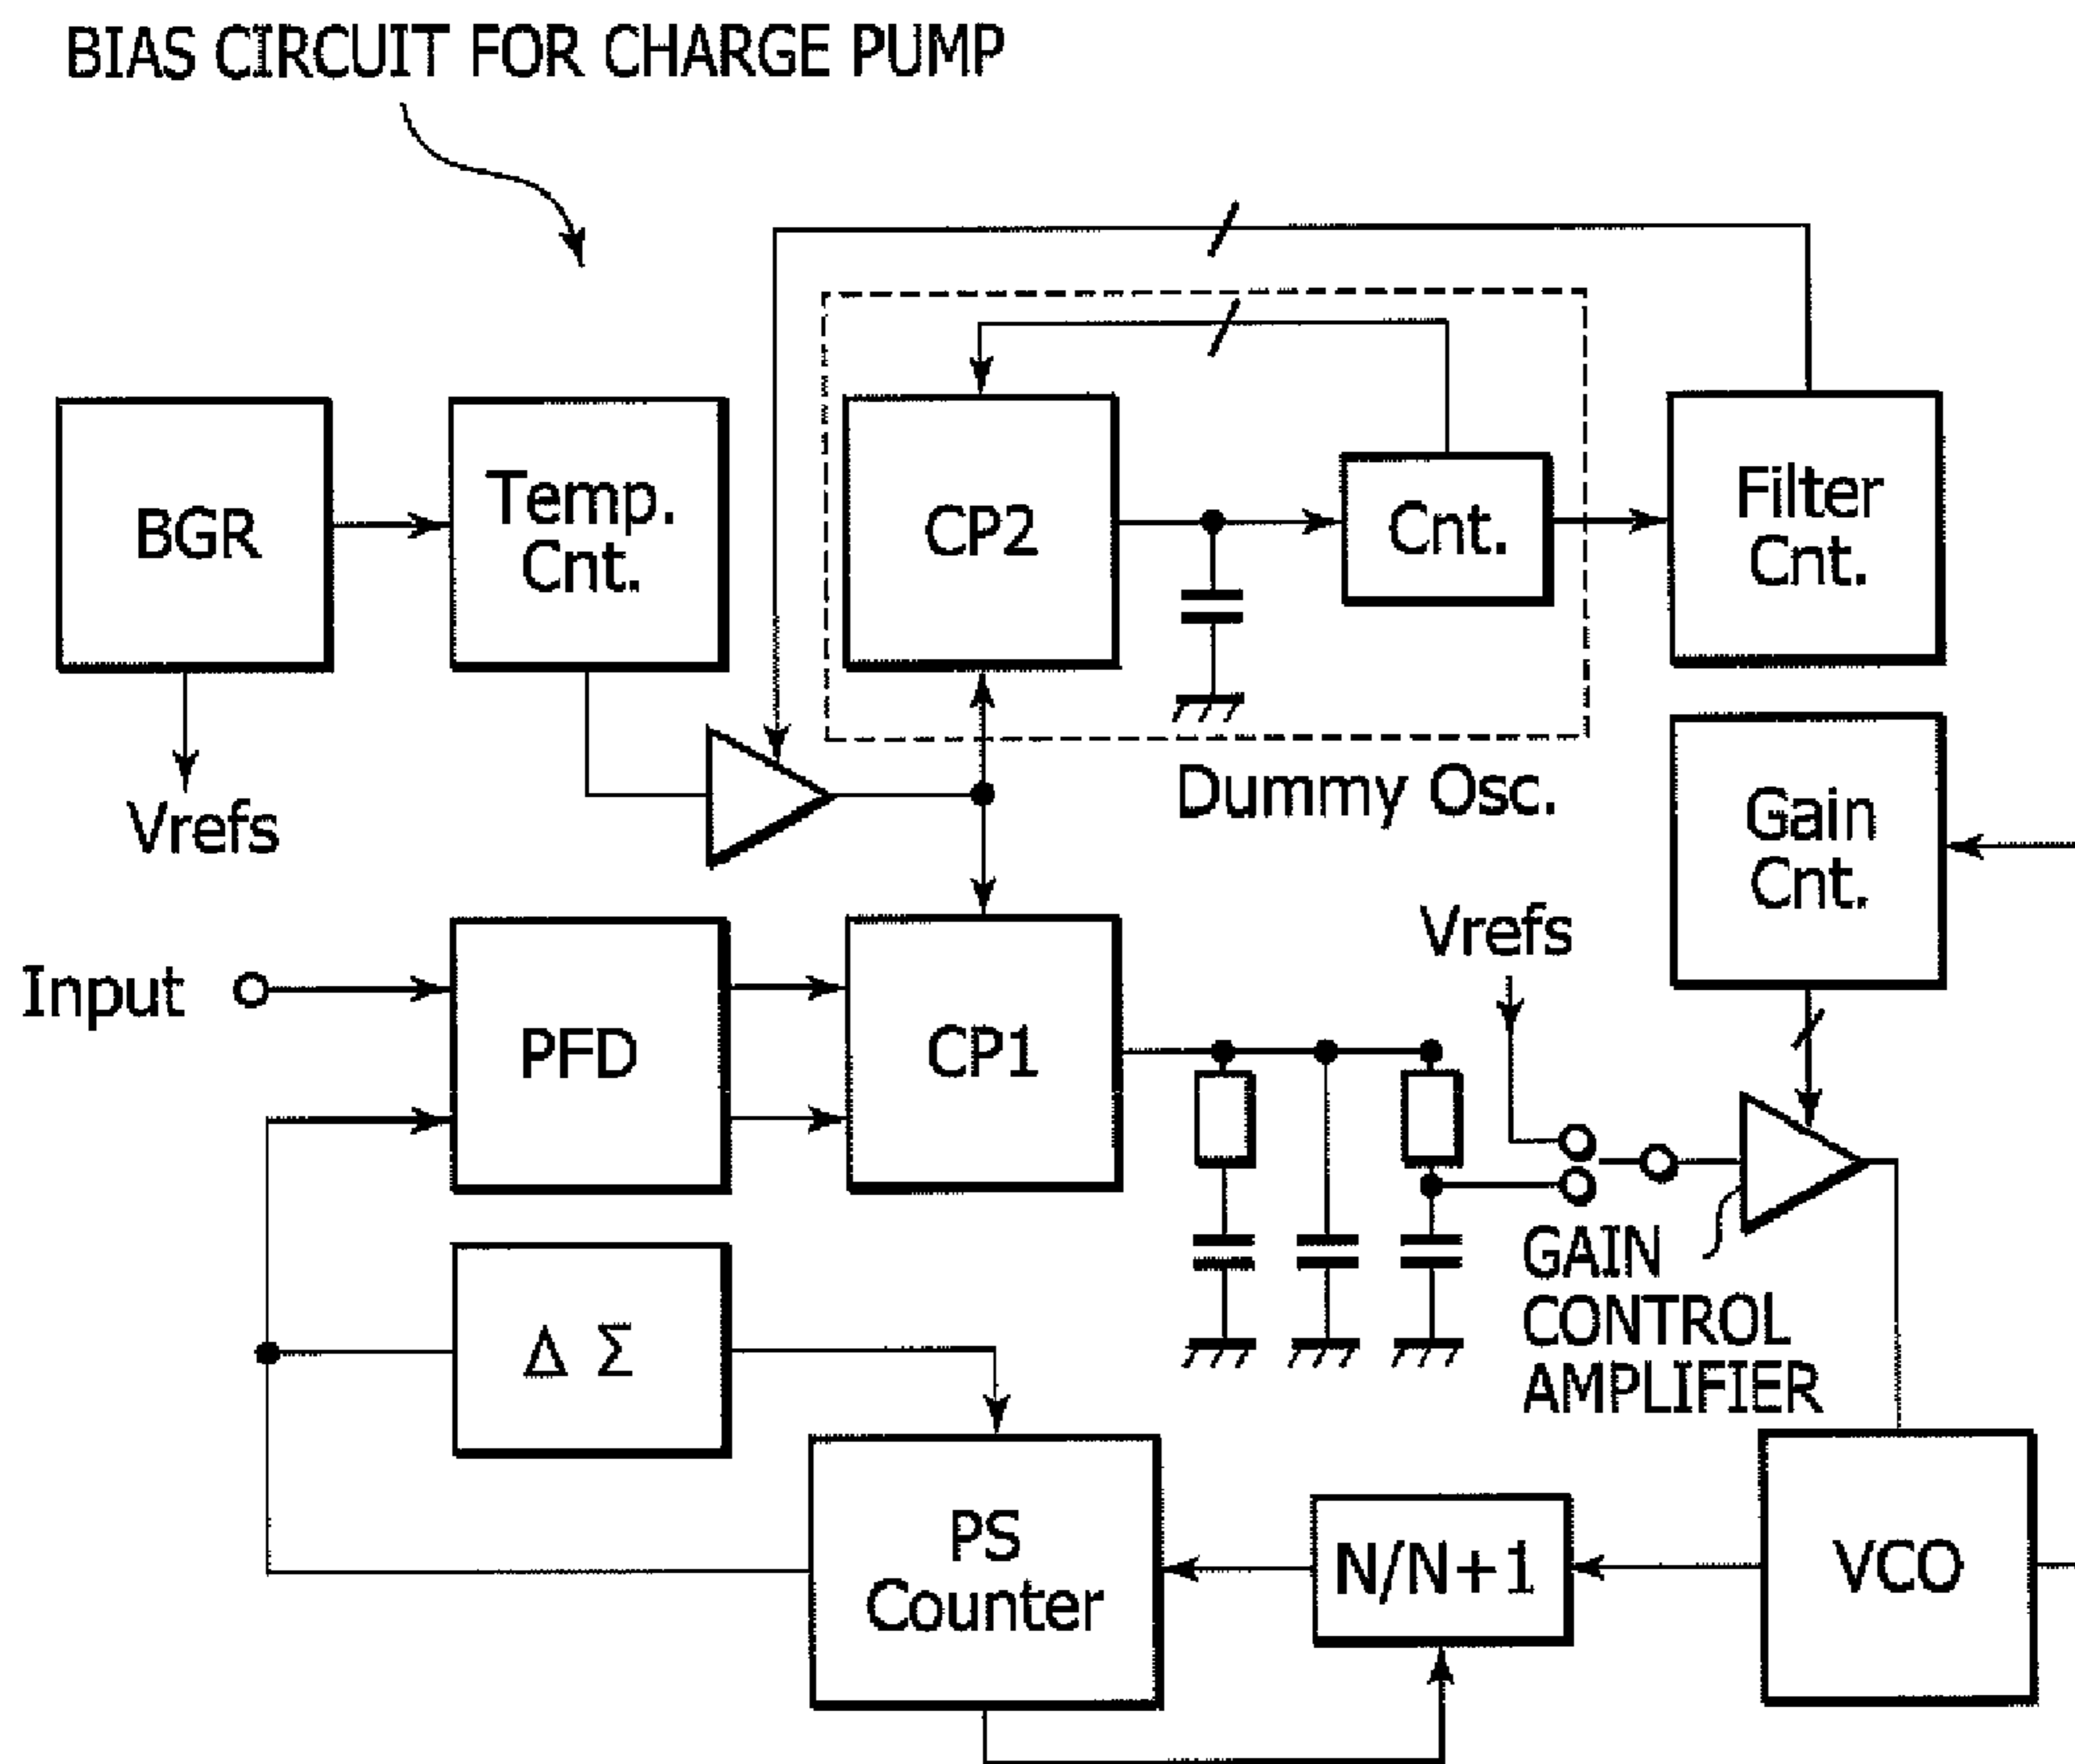 BIAS CIRCUIT FOR CHARGE PUMP
BGR
Temp.
Cnt.
CP2
Cnt.
Filter
Cnt.
Vrefs
Dummy Osc.
Gain
Cnt.
Input
PFD
CP1
Vrefs
GAIN
CONTROL
AMPLIFIER
Δ Σ
PS
Counter
N/N+1
VCO